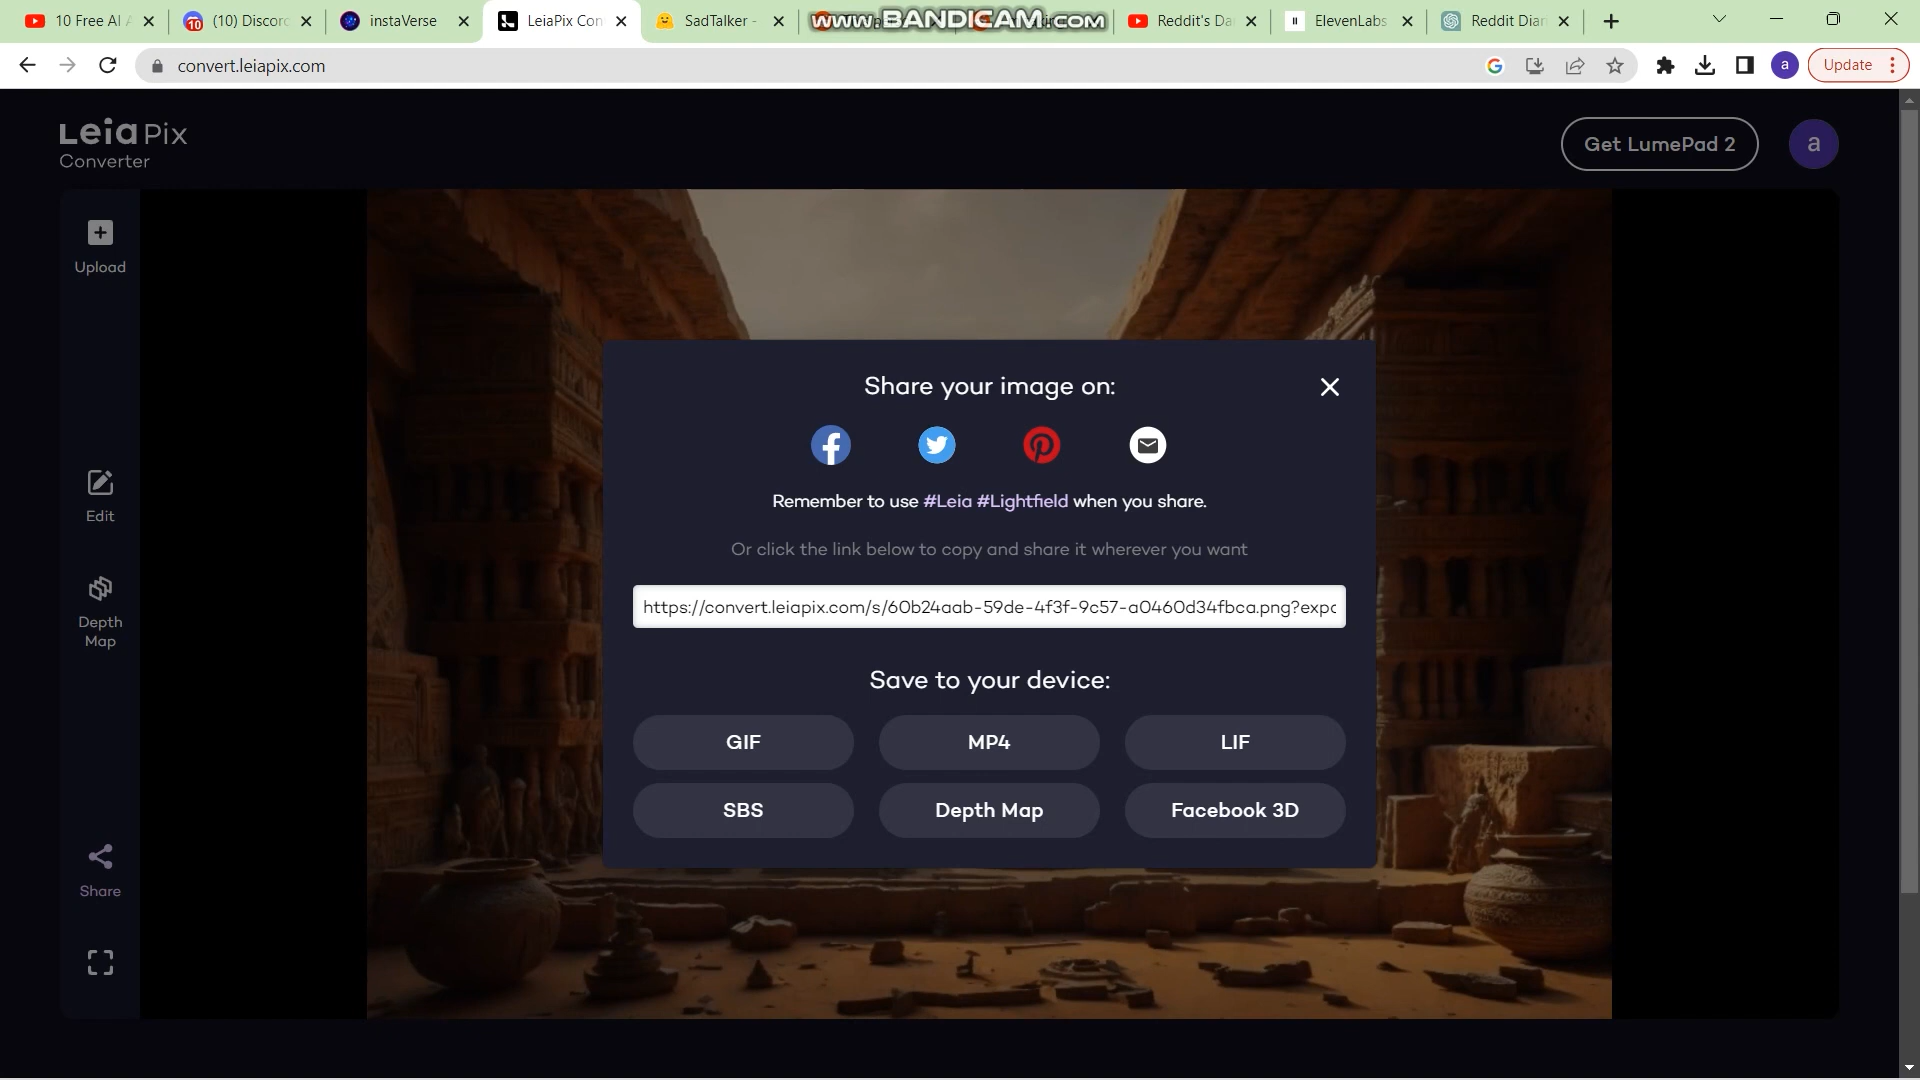 10 Free AI
(10) Discor
instaVerse
LeiaPix Con
SadTalker -
www.BANDICAM.com
Reddit's Da
ElevenLabs
Reddit Diar
convert.leiapix.com
a
Update
Leia Pix
Converter
Get LumePad 2
a
Upload
Edit
Depth
Map
Share
Share your image on:
Remember to use #Leia #Lightfield when you share.
Or click the link below to copy and share it wherever you want
https://convert.leiapix.com/s/60b24aab-59de-4f3f-9c57-a0460d34fbca.png?expo
Save to your device:
GIF
MP4
LIF
SBS
Depth Map
Facebook 3D